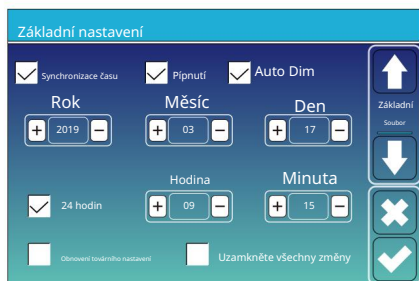 Základní nastavení
Synchronizace času
Pípnutí
Auto Dim
Rok
Měsíc
Den
+ 2019 −
+ 03 −
+ 17 −
Základní
Soubor
Hodina
Minuta
24 hodin
+ 09 −
+ 15 −
Obnovení továrního nastavení
Uzamkněte všechny změny